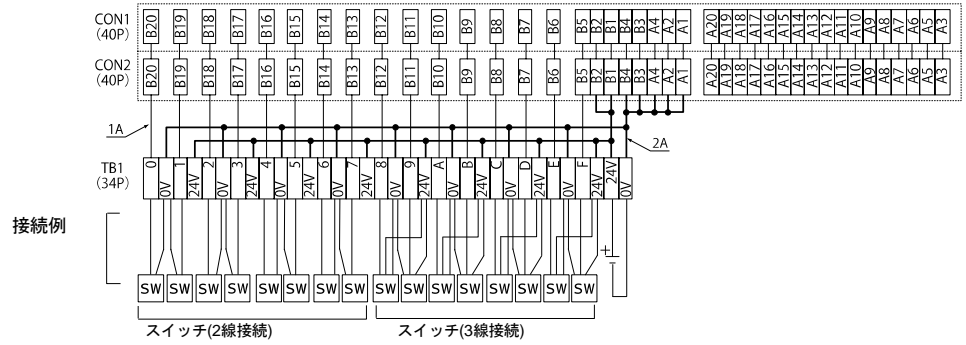 CON1 (40P) B20 B19 B18 B17 B16 B15 B14 B13 B12 B11 B10 B9 B8 B7 B6 B5 B2 B1 B4 B3 A4 A2 A1 A20 A19 A18 A17 A16 A15 A14 A13 A12 A11 A10 A9 A8 A7 A6 A5 A3
CON2 (40P) B20 B19 B18 B17 B16 B15 B14 B13 B12 B11 B10 B9 B8 B7 B6 B5 B2 B1 B4 B3 A4 A2 A1 A20 A19 A18 A17 A16 A15 A14 A13 A12 A11 A10 A9 A8 A7 A6 A5 A3
1A 2A
TB1 (34P) 0 0V 1 24V 2 0V 3 24V 4 0V 5 24V 6 0V 7 24V 8 0V 9 24V A 0V B 24V C 0V D 24V E 0V F 24V 24V 0V
接続例
+
SW SW SW SW SW SW SW SW SW SW SW SW SW SW SW SW
スイッチ(2線接続) スイッチ(3線接続)